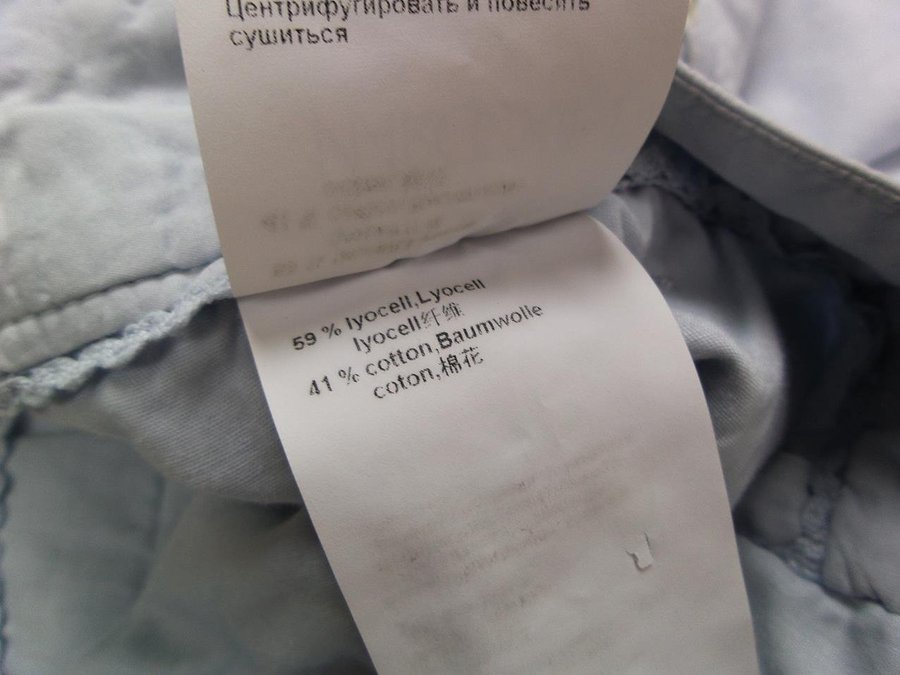 Центрифугировать и повесить
сушиться
59 % lyocell,Lyocell
lyocell纤维
41 % cotton,Baumwolle
coton,棉花